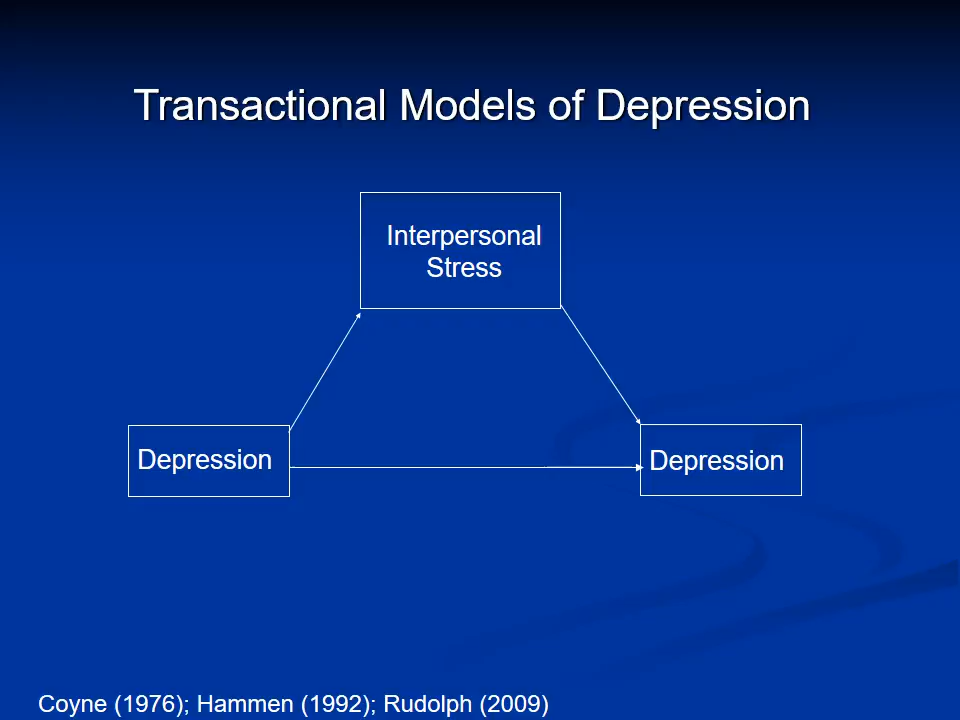 Transactional Models of Depression
Interpersonal
Stress
Depression
Depression
Coyne (1976); Hammen (1992); Rudolph (2009)